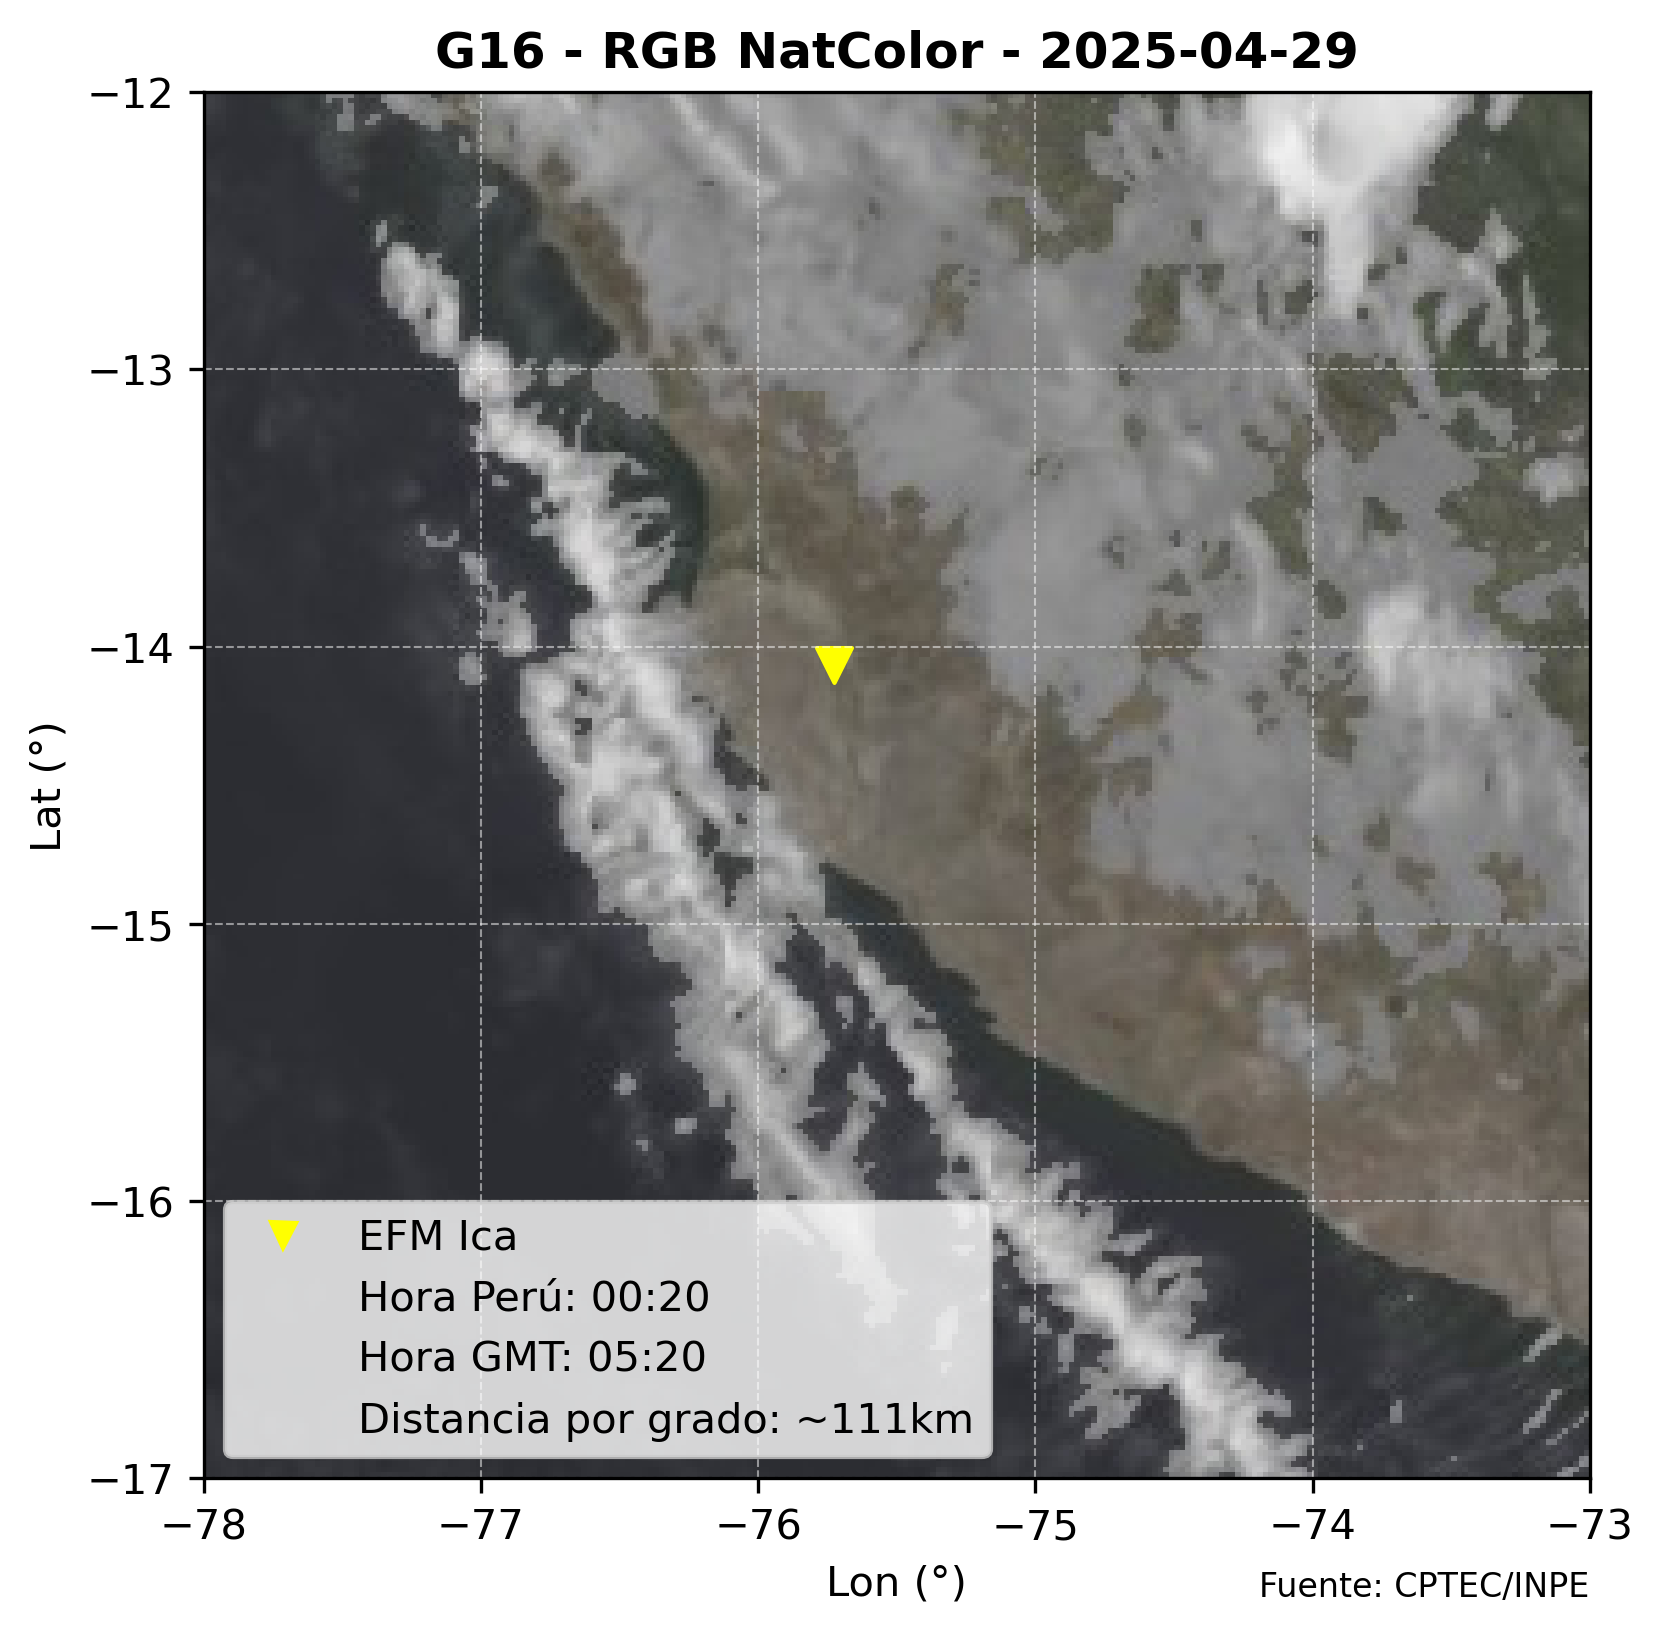 G16 - RGB NatColor - 2025-04-29
−12
−13
−14
−15
−16
−17
Lat (°)
EFM Ica
Hora Perú: 00:20
Hora GMT: 05:20
Distancia por grado: ~111km
−78
−77
−76
−75
−74
−73
Lon (°)
Fuente: CPTEC/INPE